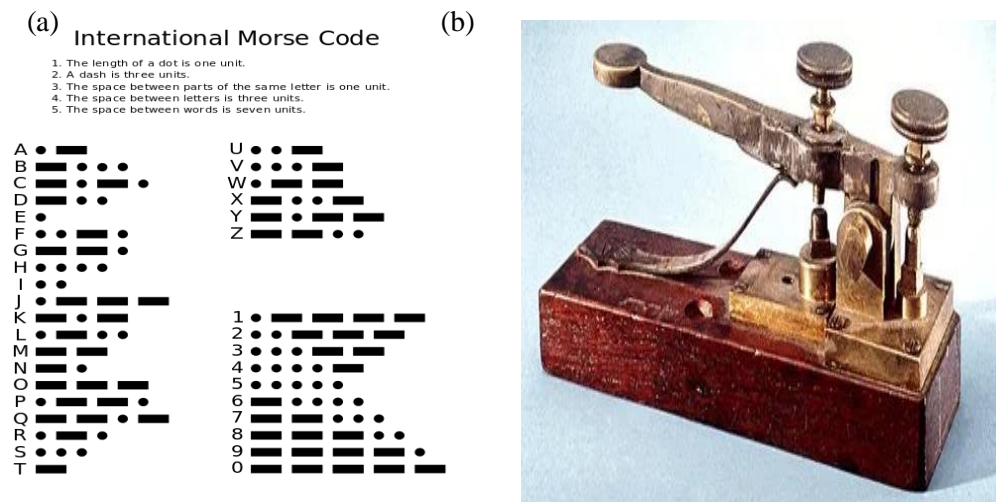 (a)
International Morse Code
1. The length of a dot is one unit.
2. A dash is three units.
3. The space between parts of the same letter is one unit.
4. The space between letters is three units.
5. The space between words is seven units.
A
B
C
D
E
F
G
H
I
J
K
L
M
N
O
P
Q
R
S
T
U
V
W
X
Y
Z
1
2
3
4
5
6
7
8
9
0
(b)